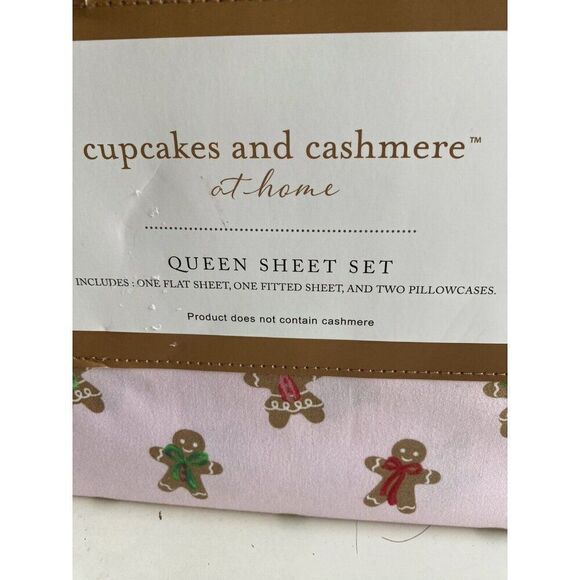 cupcakes and cashmere™
at home
QUEEN SHEET SET
INCLUDES : ONE FLAT SHEET, ONE FITTED SHEET, AND TWO PILLOWCASES.
Product does not contain cashmere